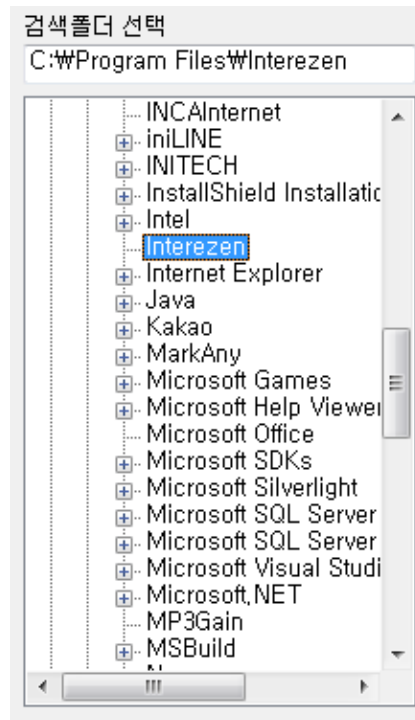 검색폴더 선택
C:₩Program Files₩Interezen
INCAInternet
iniLINE
INITECH
InstallShield Installatic
Intel
Interezen
Internet Explorer
Java
Kakao
MarkAny
Microsoft Games
Microsoft Help Viewer
Microsoft Office
Microsoft SDKs
Microsoft Silverlight
Microsoft SQL Server
Microsoft SQL Server
Microsoft Visual Studi
Microsoft.NET
MP3Gain
MSBuild